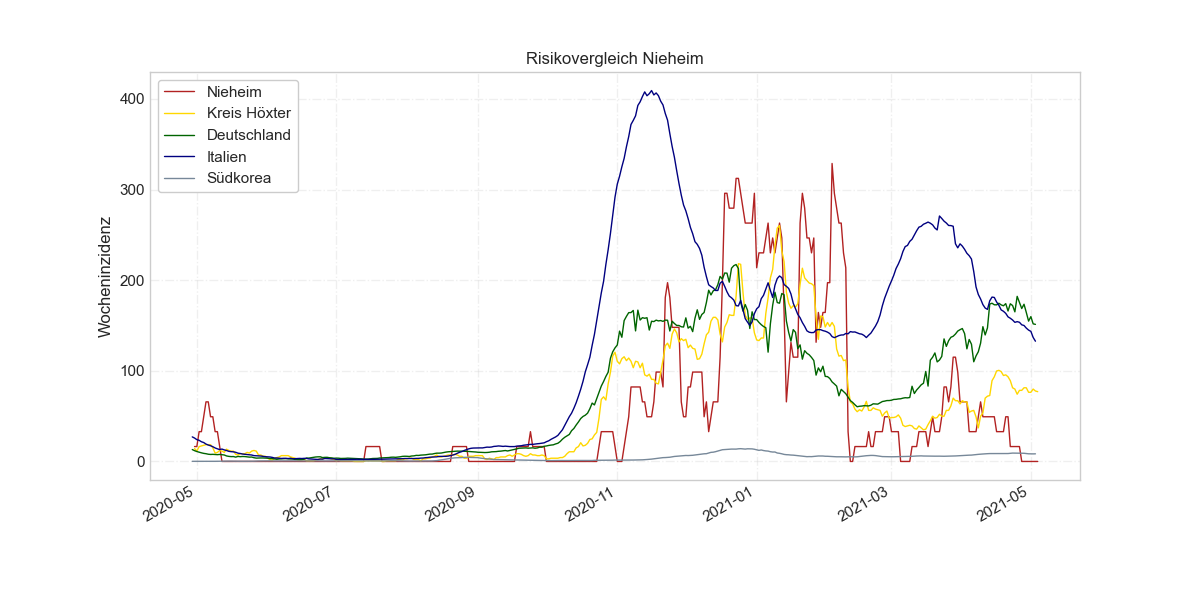 Risikovergleich Nieheim
Nieheim
Kreis Höxter
Deutschland
Italien
Südkorea
Wocheninzidenz
400
300
200
100
0
2020-05
2020-07
2020-09
2020-11
2021-01
2021-03
2021-05